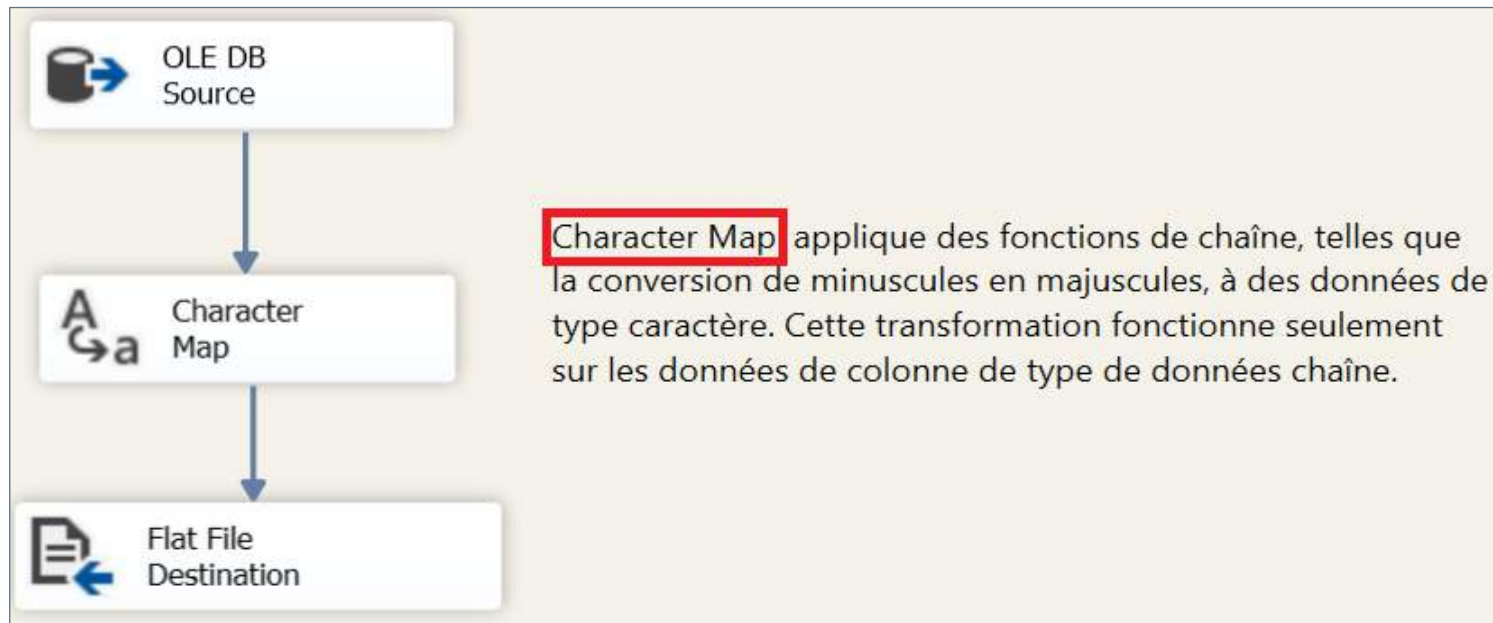 OLE DB
Source
Character
Map
Flat File
Destination
Character Map applique des fonctions de chaîne, telles que
la conversion de minuscules en majuscules, à des données de
type caractère. Cette transformation fonctionne seulement
sur les données de colonne de type de données chaîne.